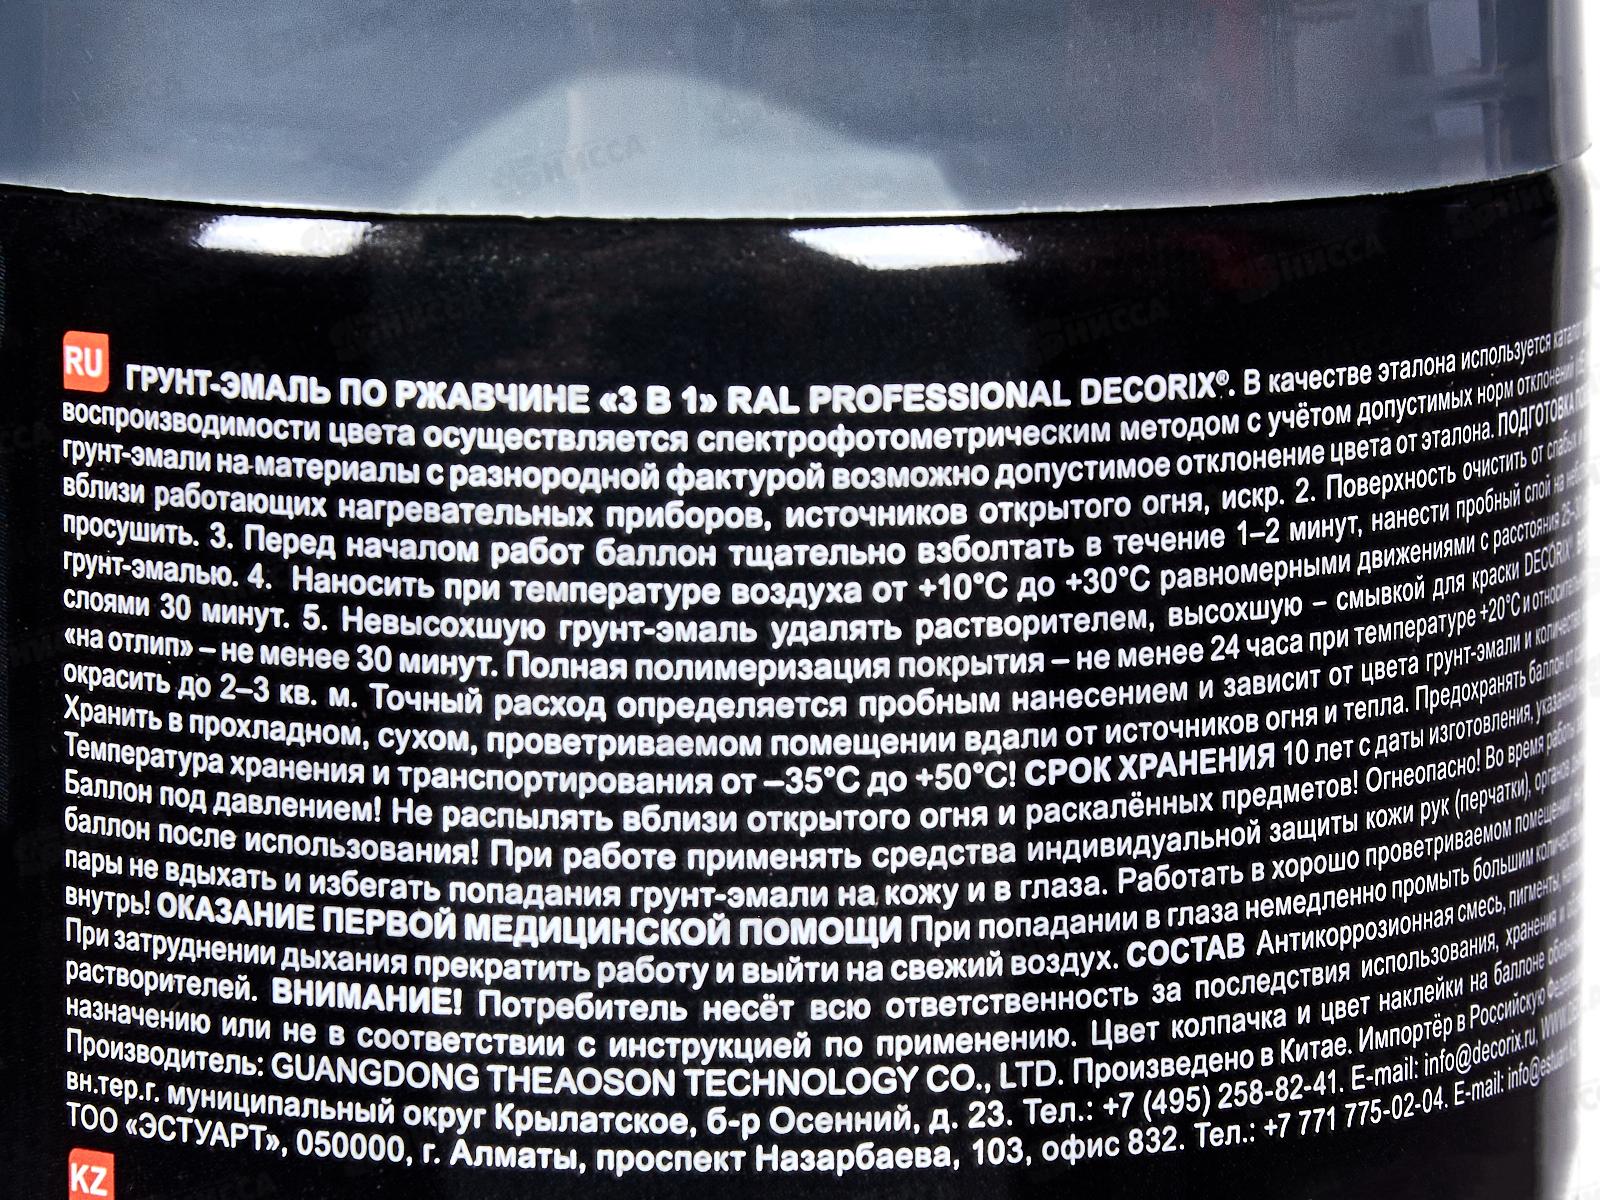 RU ГРУНТ-ЭМАЛЬ ПО РЖАВЧИНЕ «3 В 1» RAL PROFESSIONAL DECORIX®. В качестве эталона используется каталог
воспроизводимости цвета осуществляется спектрофотометрическим методом с учётом допустимых норм отклонений
грунт-эмали на материалы с разнородной фактурой возможно допустимое отклонение цвета от эталона. ПОДГОТОВКА
вблизи работающих нагревательных приборов, источников открытого огня, искр. 2. Поверхность очистить от слабых и
просушить. 3. Перед началом работ баллон тщательно взболтать в течение 1–2 минут, нанести пробный слой на
грунт-эмалью. 4. Наносить при температуре воздуха от +10°C до +30°C равномерными движениями с расстояния
слоями 30 минут. 5. Невысохшую грунт-эмаль удалять растворителем, высохшую – смывкой для краски DECORIX®.
«на отлип» – не менее 30 минут. Полная полимеризация покрытия – не менее 24 часа при температуре +20°C и
окрасить до 2–3 кв. м. Точный расход определяется пробным нанесением и зависит от цвета грунт-эмали и
Хранить в прохладном, сухом, проветриваемом помещении вдали от источников огня и тепла. Предохранять баллон от
Температура хранения и транспортирования от –35°C до +50°C! СРОК ХРАНЕНИЯ 10 лет с даты изготовления, указанной
Баллон под давлением! Не распылять вблизи открытого огня и раскалённых предметов! Огнеопасно! Во время работы
баллон после использования! При работе применять средства индивидуальной защиты кожи рук (перчатки), органов
пары не вдыхать и избегать попадания грунт-эмали на кожу и в глаза. Работать в хорошо проветриваемом помещении.
внутрь! ОКАЗАНИЕ ПЕРВОЙ МЕДИЦИНСКОЙ ПОМОЩИ При попадании в глаза немедленно промыть большим количеством
При затруднении дыхания прекратить работу и выйти на свежий воздух. СОСТАВ Антикоррозионная смесь, пигменты,
растворителей. ВНИМАНИЕ! Потребитель несёт всю ответственность за последствия использования, хранения и
назначению или не в соответствии с инструкцией по применению. Цвет колпачка и цвет наклейки на баллоне
Производитель: GUANGDONG THEAOSON TECHNOLOGY CO., LTD. Произведено в Китае. Импортёр в Российскую
вн.тер.г. муниципальный округ Крылатское, б-р Осенний, д. 23. Тел.: +7 (495) 258-82-41. E-mail: info@decorix.ru,
ТОО «ЭСТУАРТ», 050000, г. Алматы, проспект Назарбаева, 103, офис 832. Тел.: +7 771 775-02-04. E-mail:
KZ